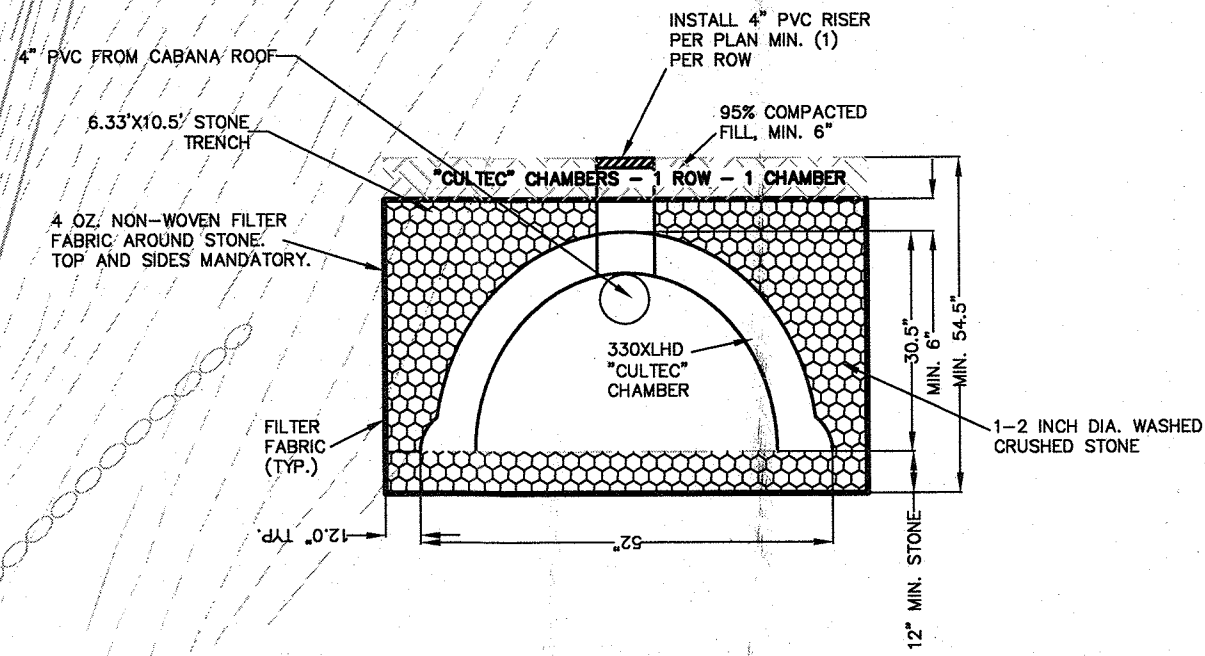 INSTALL 4" PVC RISER
PER PLAN MIN. (1)
PER ROW
4" PVC FROM CABANA ROOF
6.33'X10.5' STONE
TRENCH
95% COMPACTED
FILL, MIN. 6"
"CULTEC" CHAMBERS - 1 ROW - 1 CHAMBER
4 OZ. NON-WOVEN FILTER
FABRIC AROUND STONE.
TOP AND SIDES MANDATORY.
330XLHD
"CULTEC"
CHAMBER
30.5"
MIN. 6"
MIN. 54.5"
FILTER
FABRIC
(TYP.)
1-2 INCH DIA. WASHED
CRUSHED STONE
12.0" TYP.
52"
12" MIN. STONE